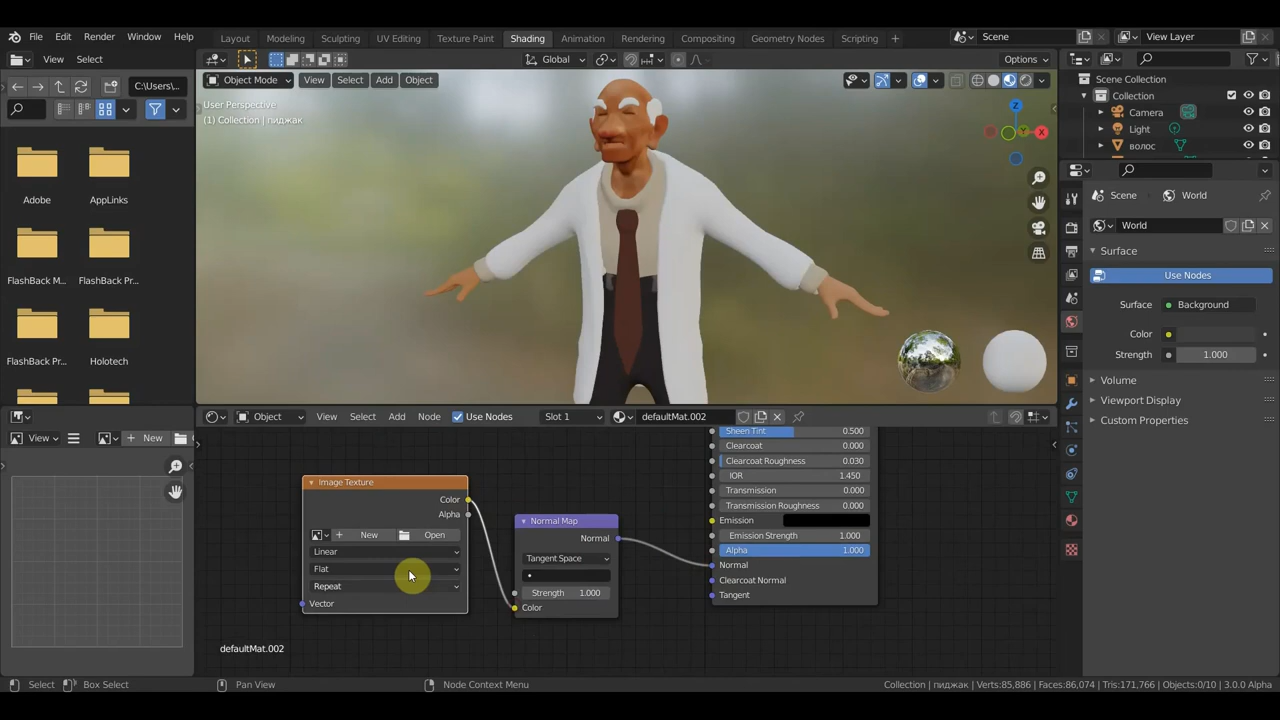 File Edit Render Window Help
Layout Modeling Sculpting UV Editing Texture Paint Shading Animation Rendering Compositing Geometry Nodes Scripting +
Scene
View Layer
View Select
Global
Options
C:\Users\...
Object Mode View Select Add Object
User Perspective
(1) Collection | пиджак
Z
Y
X
Adobe
AppLinks
FlashBack M...
FlashBack Pr...
FlashBack Pr...
Holotech
Scene Collection
Collection
Camera
Light
волос
Scene > World
World
Surface
Use Nodes
Surface Background
Color
Strength 1.000
Volume
Viewport Display
Custom Properties
View
New
Object View Select Add Node Use Nodes Slot 1 defaultMat.002
Image Texture
Color
Alpha
New
Open
Linear
Flat
Repeat
Vector
Normal Map
Normal
Tangent Space
Strength 1.000
Color
Sheen Tint 0.500
Clearcoat 0.000
Clearcoat Roughness 0.030
IOR 1.450
Transmission 0.000
Transmission Roughness 0.000
Emission
Emission Strength 1.000
Alpha 1.000
Normal
Clearcoat Normal
Tangent
defaultMat.002
Select
Box Select
Pan View
Node Context Menu
Collection | пиджак | Verts:85,886 | Faces:86,074 | Tris:171,766 | Objects:0/10 | 3.0.0 Alpha